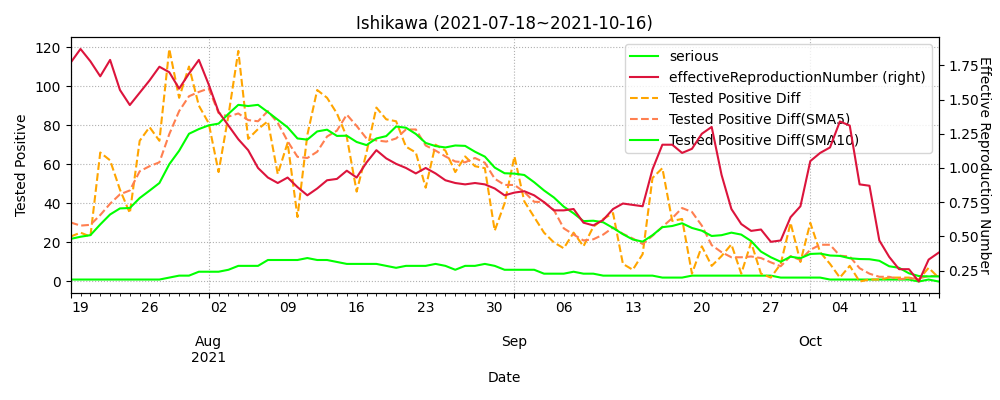 Ishikawa (2021-07-18~2021-10-16)
120
100
80
60
40
20
0
Tested Positive
serious
effectiveReproductionNumber (right)
Tested Positive Diff
Tested Positive Diff(SMA5)
Tested Positive Diff(SMA10)
1.75
1.50
1.25
1.00
0.75
0.50
0.25
Effective Reproduction Number
19 26 02 09 16 23 30 06 13 20 27 04 11
Aug Sep Oct
2021
Date